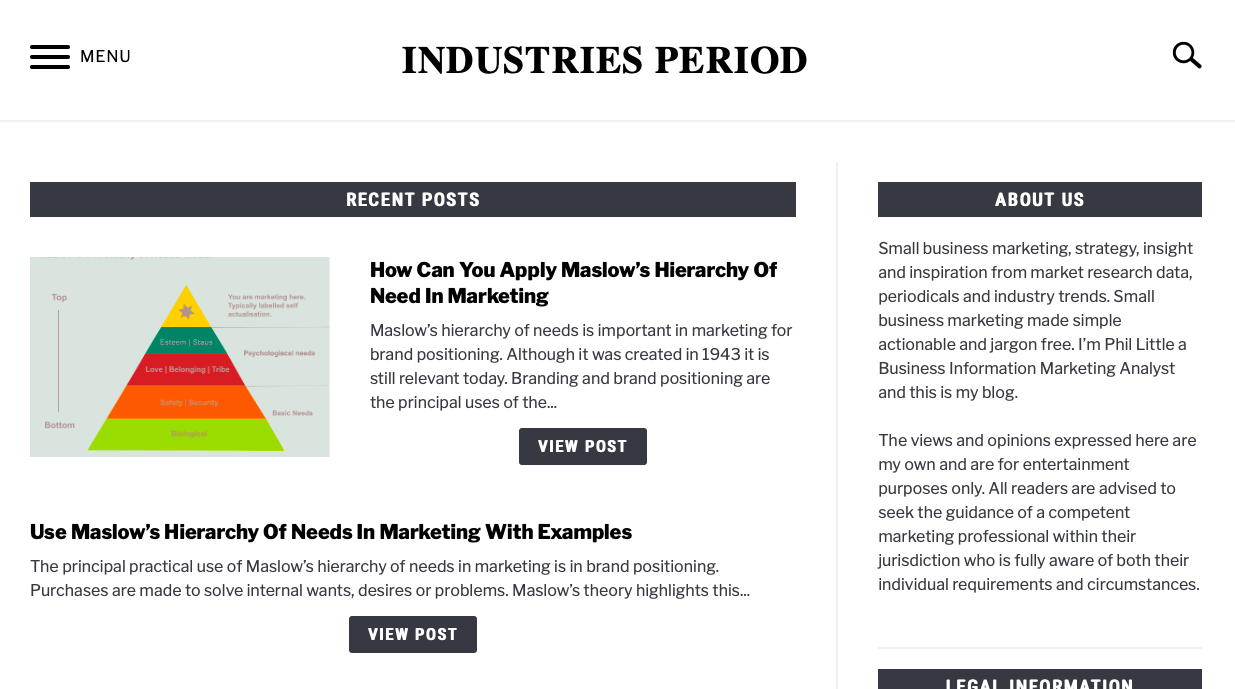 MENU
INDUSTRIES PERIOD
RECENT POSTS
Top
You are marketing here.
Typically labelled self
actualisation.
Esteem | Staus
Psychologiscal needs
Love | Belonging | Tribe
Safety | Security
Basic Needs
Bottom
Biological
How Can You Apply Maslow’s Hierarchy Of
Need In Marketing
Maslow’s hierarchy of needs is important in marketing for
brand positioning. Although it was created in 1943 it is
still relevant today. Branding and brand positioning are
the principal uses of the...
VIEW POST
Use Maslow’s Hierarchy Of Needs In Marketing With Examples
The principal practical use of Maslow’s hierarchy of needs in marketing is in brand positioning.
Purchases are made to solve internal wants, desires or problems. Maslow’s theory highlights this...
VIEW POST
ABOUT US
Small business marketing, strategy, insight
and inspiration from market research data,
periodicals and industry trends. Small
business marketing made simple
actionable and jargon free. I’m Phil Little a
Business Information Marketing Analyst
and this is my blog.
The views and opinions expressed here are
my own and are for entertainment
purposes only. All readers are advised to
seek the guidance of a competent
marketing professional within their
jurisdiction who is fully aware of both their
individual requirements and circumstances.
LEGAL INFORMATION